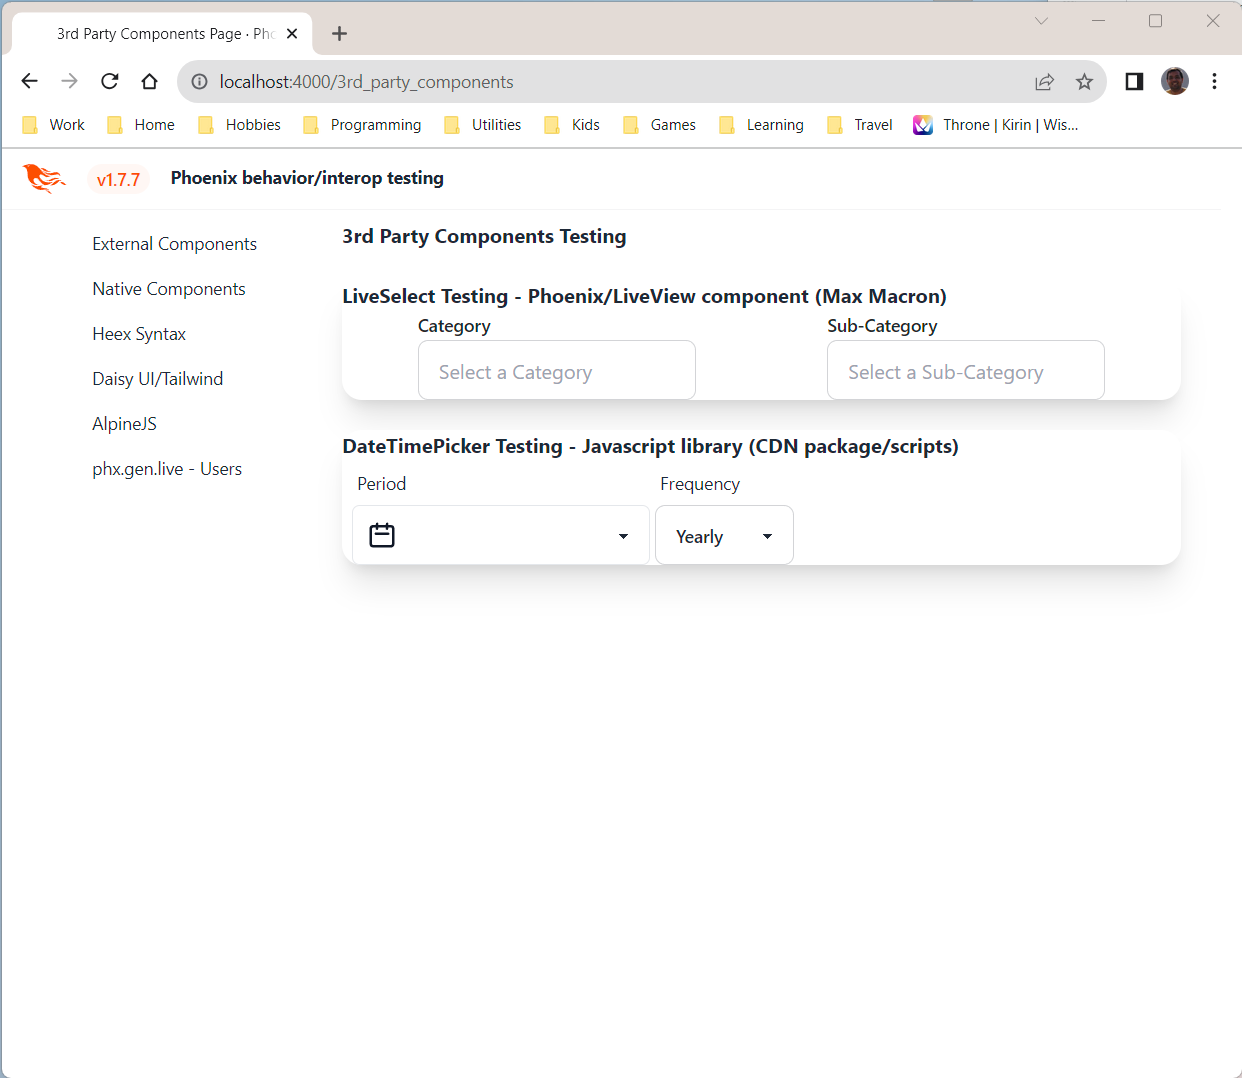 3rd Party Components Page · Pho
localhost:4000/3rd_party_components
Work Home Hobbies Programming Utilities Kids Games Learning Travel Throne | Kirin | Wis...
v1.7.7 Phoenix behavior/interop testing
External Components
Native Components
Heex Syntax
Daisy UI/Tailwind
AlpineJS
phx.gen.live - Users
3rd Party Components Testing
LiveSelect Testing - Phoenix/LiveView component (Max Macron)
Category Sub-Category
Select a Category Select a Sub-Category
DateTimePicker Testing - Javascript library (CDN package/scripts)
Period Frequency
Yearly